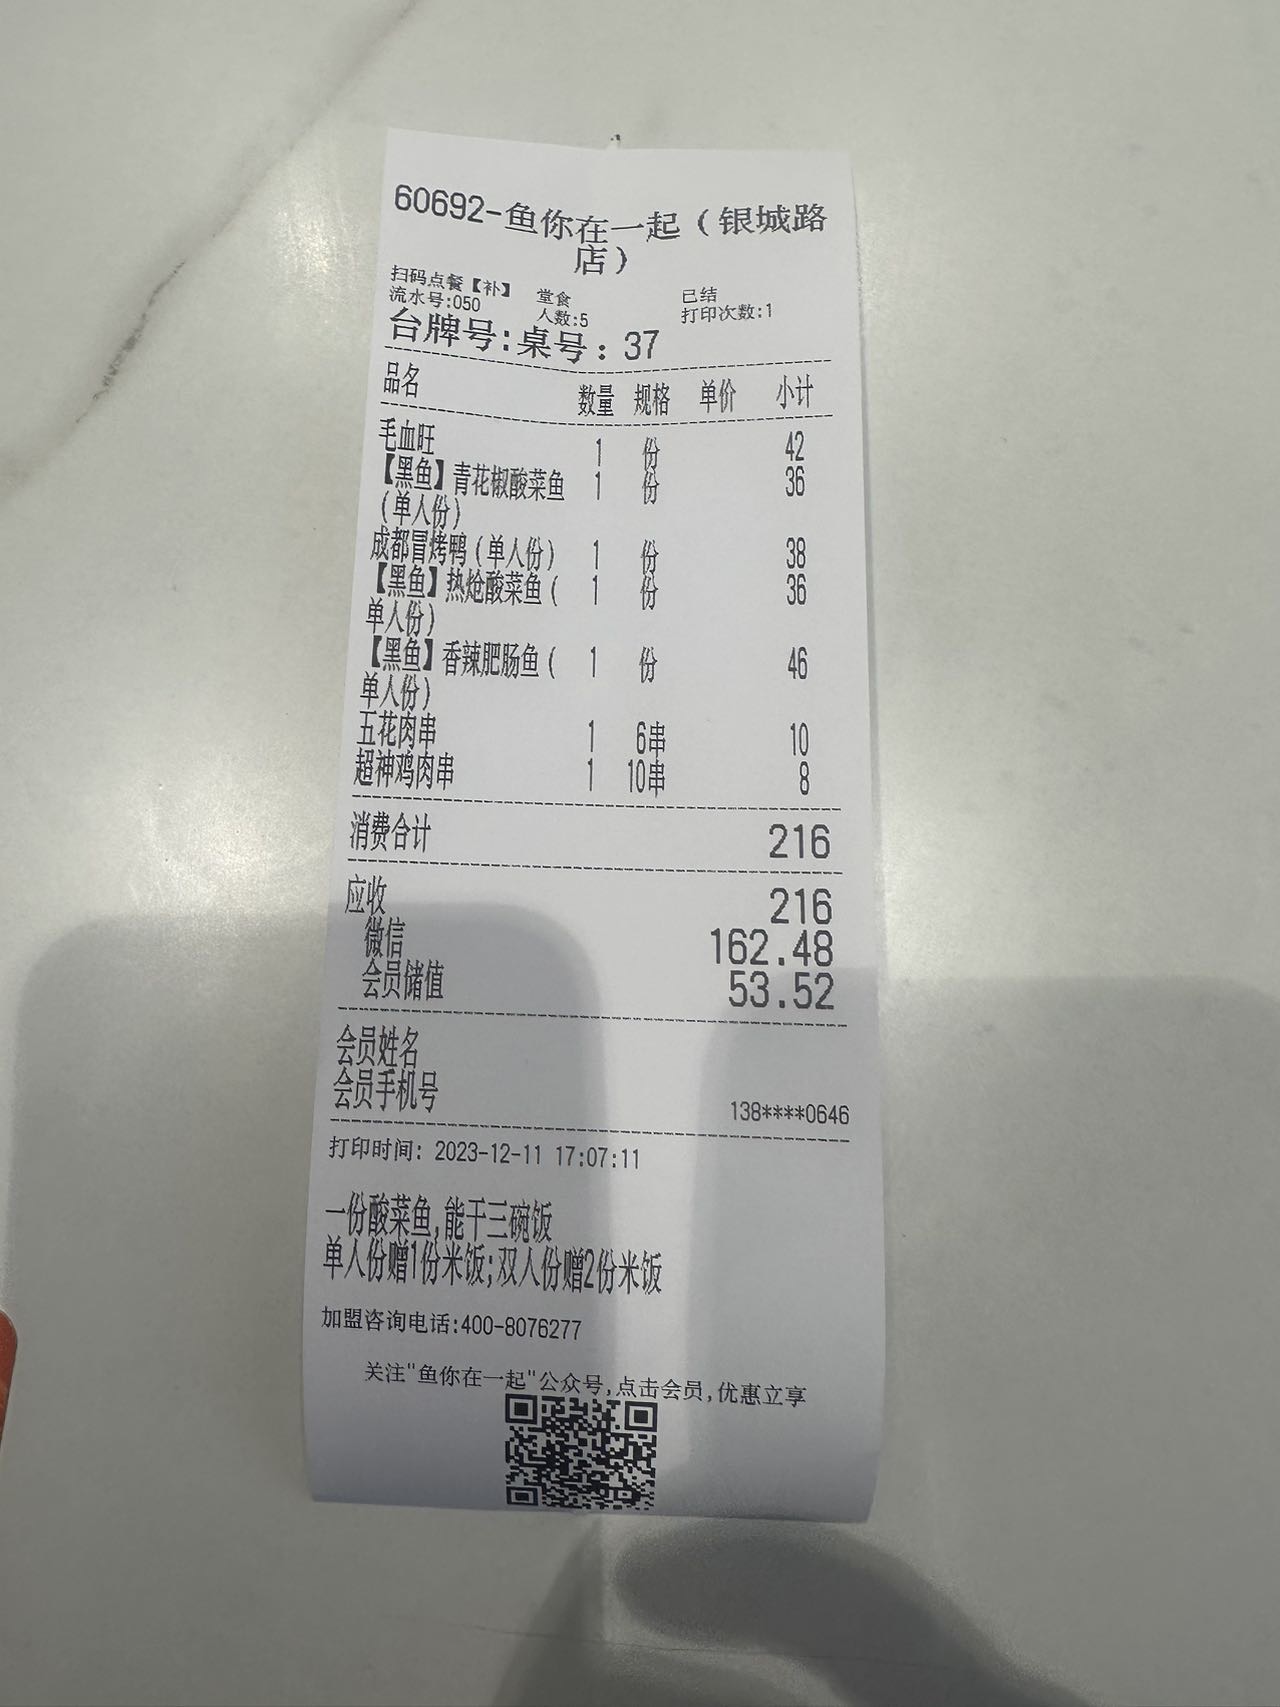 60692-鱼你在一起（银城路
店）
扫码点餐【补】 堂食 已结
流水号:050 人数:5 打印次数:1
台牌号:桌号：37
品名 数量 规格 单价 小计
毛血旺 1 份 42
【黑鱼】青花椒酸菜鱼 1 份 36
（单人份）
成都冒烤鸭（单人份） 1 份 38
【黑鱼】热炝酸菜鱼（ 1 份 36
单人份）
【黑鱼】香辣肥肠鱼（ 1 份 46
单人份）
五花肉串 1 6串 10
超神鸡肉串 1 10串 8
消费合计 216
应收 216
微信 162.48
会员储值 53.52
会员姓名
会员手机号 138****0646
打印时间: 2023-12-11 17:07:11
一份酸菜鱼,能干三碗饭
单人份赠1份米饭;双人份赠2份米饭
加盟咨询电话:400-8076277
关注"鱼你在一起"公众号,点击会员,优惠立享